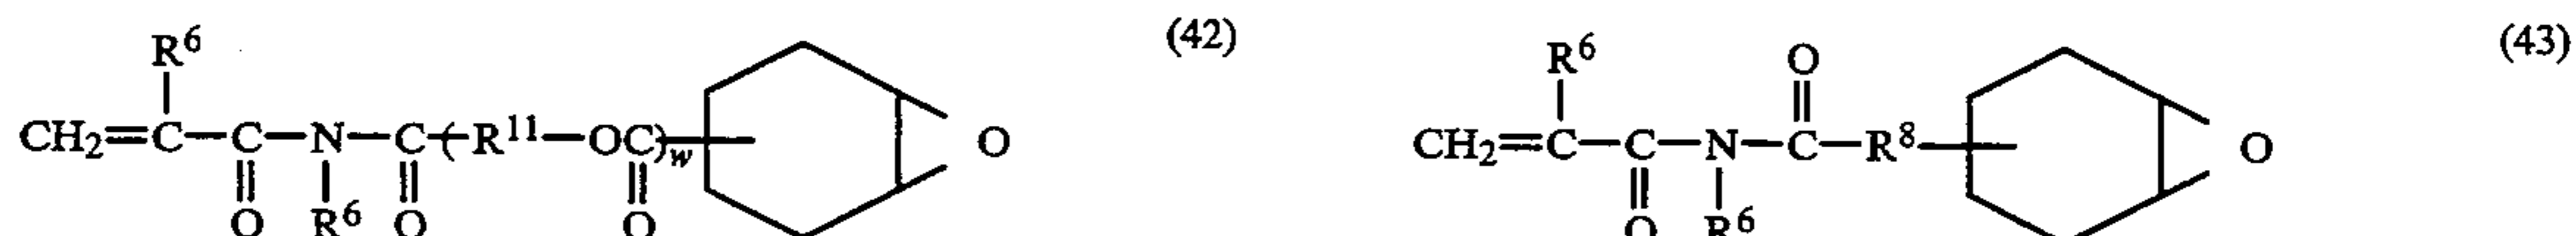 R⁶ (42) R⁶ O (43)
CH₂=C—C—N—C(R¹¹—OC)w O CH₂=C—C—N—C—R⁸ O
O R⁶ O O O R⁶